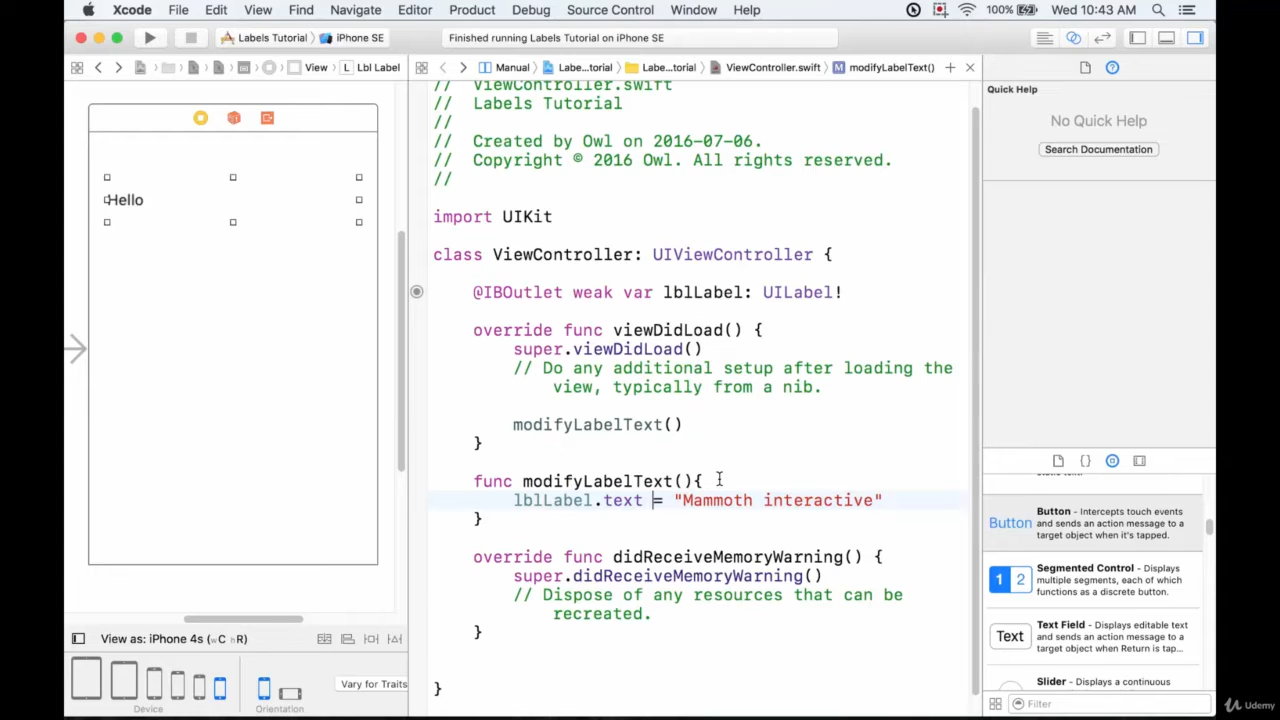 Xcode File Edit View Find Navigate Editor Product Debug Source Control Window Help 100% Wed 10:43 AM
Labels Tutorial iPhone SE Finished running Labels Tutorial on iPhone SE
View L Lbl Label Manual Labe...torial Labe...torial ViewController.swift M modifyLabelText()
Hello
// ViewController.swift
// Labels Tutorial
//
// Created by Owl on 2016-07-06.
// Copyright © 2016 Owl. All rights reserved.
//
import UIKit
class ViewController: UIViewController {
@IBOutlet weak var lblLabel: UILabel!
override func viewDidLoad() {
super.viewDidLoad()
// Do any additional setup after loading the
view, typically from a nib.
modifyLabelText()
}
func modifyLabelText(){
lblLabel.text = "Mammoth interactive"
}
override func didReceiveMemoryWarning() {
super.didReceiveMemoryWarning()
// Dispose of any resources that can be
recreated.
}
}
View as: iPhone 4s (wC hR)
Device
Orientation
Vary for Traits
Quick Help
No Quick Help
Search Documentation
{}
Button
Button - Intercepts touch events
and sends an action message to a
target object when it's tapped.
1 2
Segmented Control - Displays
multiple segments, each of which
functions as a discrete button.
Text
Text Field - Displays editable text
and sends an action message to a
target object when Return is tap...
Slider - Displays a continuous
Filter
Udemy